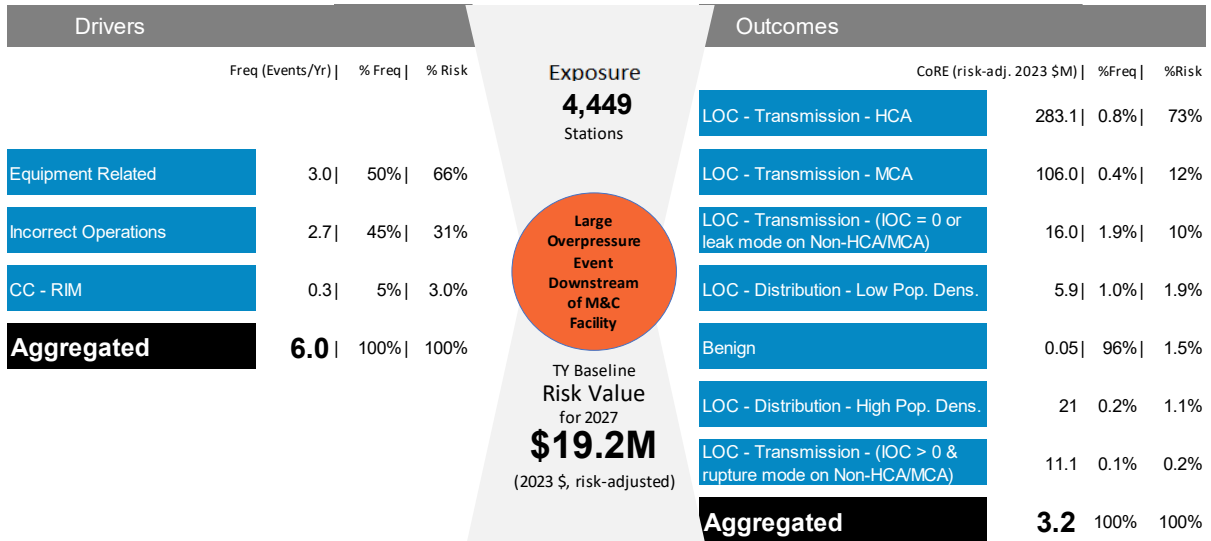 Drivers
Freq (Events/Yr)| % Freq| % Risk
Equipment Related 3.0| 50%| 66%
Incorrect Operations 2.7| 45%| 31%
CC - RIM 0.3| 5%| 3.0%
Aggregated 6.0| 100%| 100%
Exposure
4,449
Stations
Large
Overpressure
Event
Downstream
of M&C
Facility
TY Baseline
Risk Value
for 2027
$19.2M
(2023 $, risk-adjusted)
Outcomes
CoRE (risk-adj. 2023 $M)| %Freq| %Risk
LOC - Transmission - HCA 283.1| 0.8%| 73%
LOC - Transmission - MCA 106.0| 0.4%| 12%
LOC - Transmission - (IOC = 0 or
leak mode on Non-HCA/MCA) 16.0| 1.9%| 10%
LOC - Distribution - Low Pop. Dens. 5.9| 1.0%| 1.9%
Benign 0.05| 96%| 1.5%
LOC - Distribution - High Pop. Dens. 21 0.2% 1.1%
LOC - Transmission - (IOC > 0 &
rupture mode on Non-HCA/MCA) 11.1 0.1% 0.2%
Aggregated 3.2 100% 100%